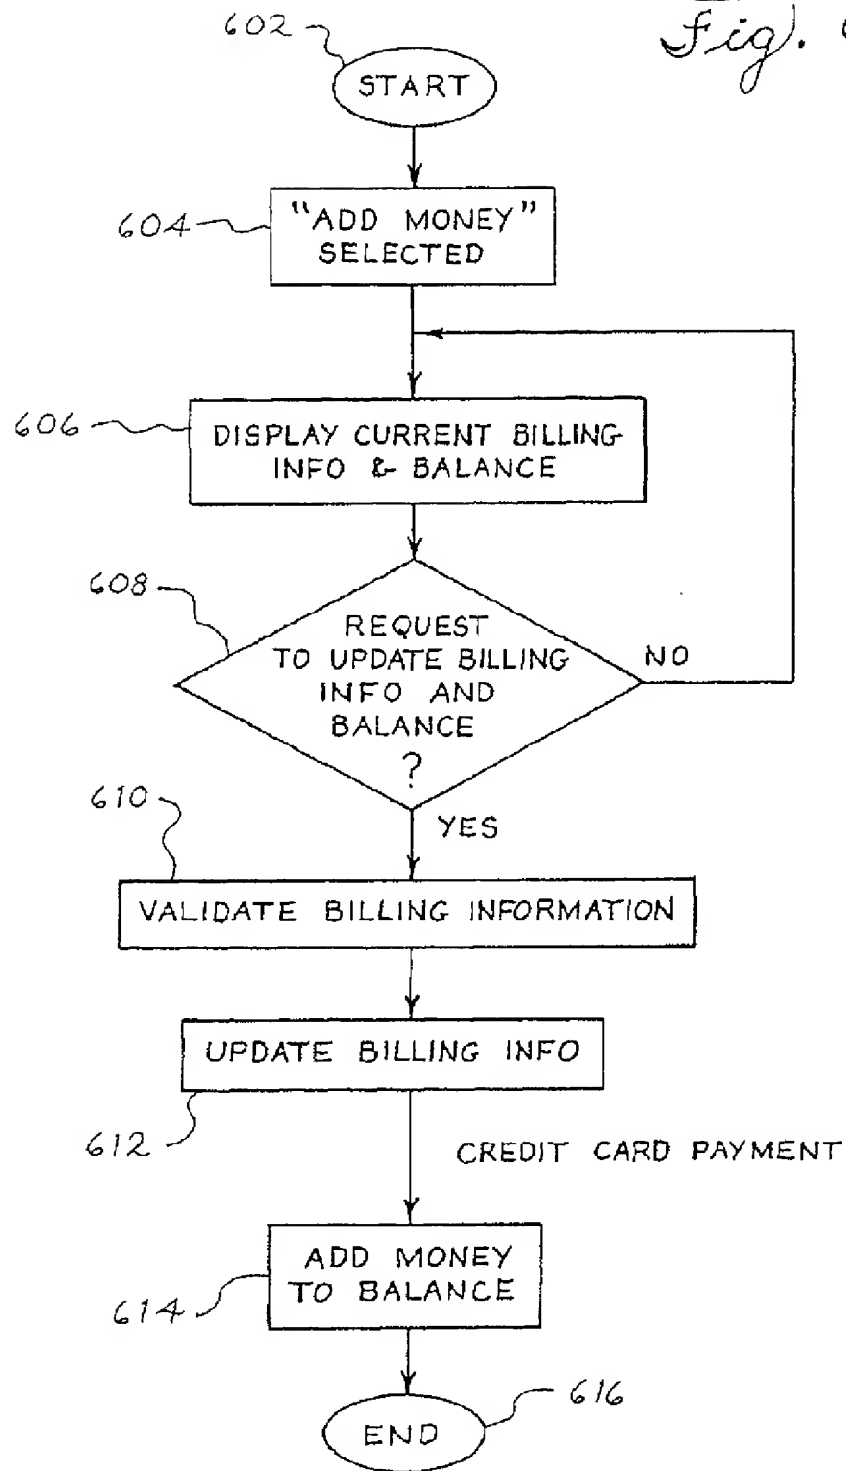 602
Fig.
START
604
"ADD MONEY"
SELECTED
606
DISPLAY CURRENT BILLING
INFO & BALANCE
608
REQUEST
TO UPDATE BILLING
INFO AND
BALANCE
?
NO
610
YES
VALIDATE BILLING INFORMATION
UPDATE BILLING INFO
612
CREDIT CARD PAYMENT
ADD MONEY
TO BALANCE
614
616
END